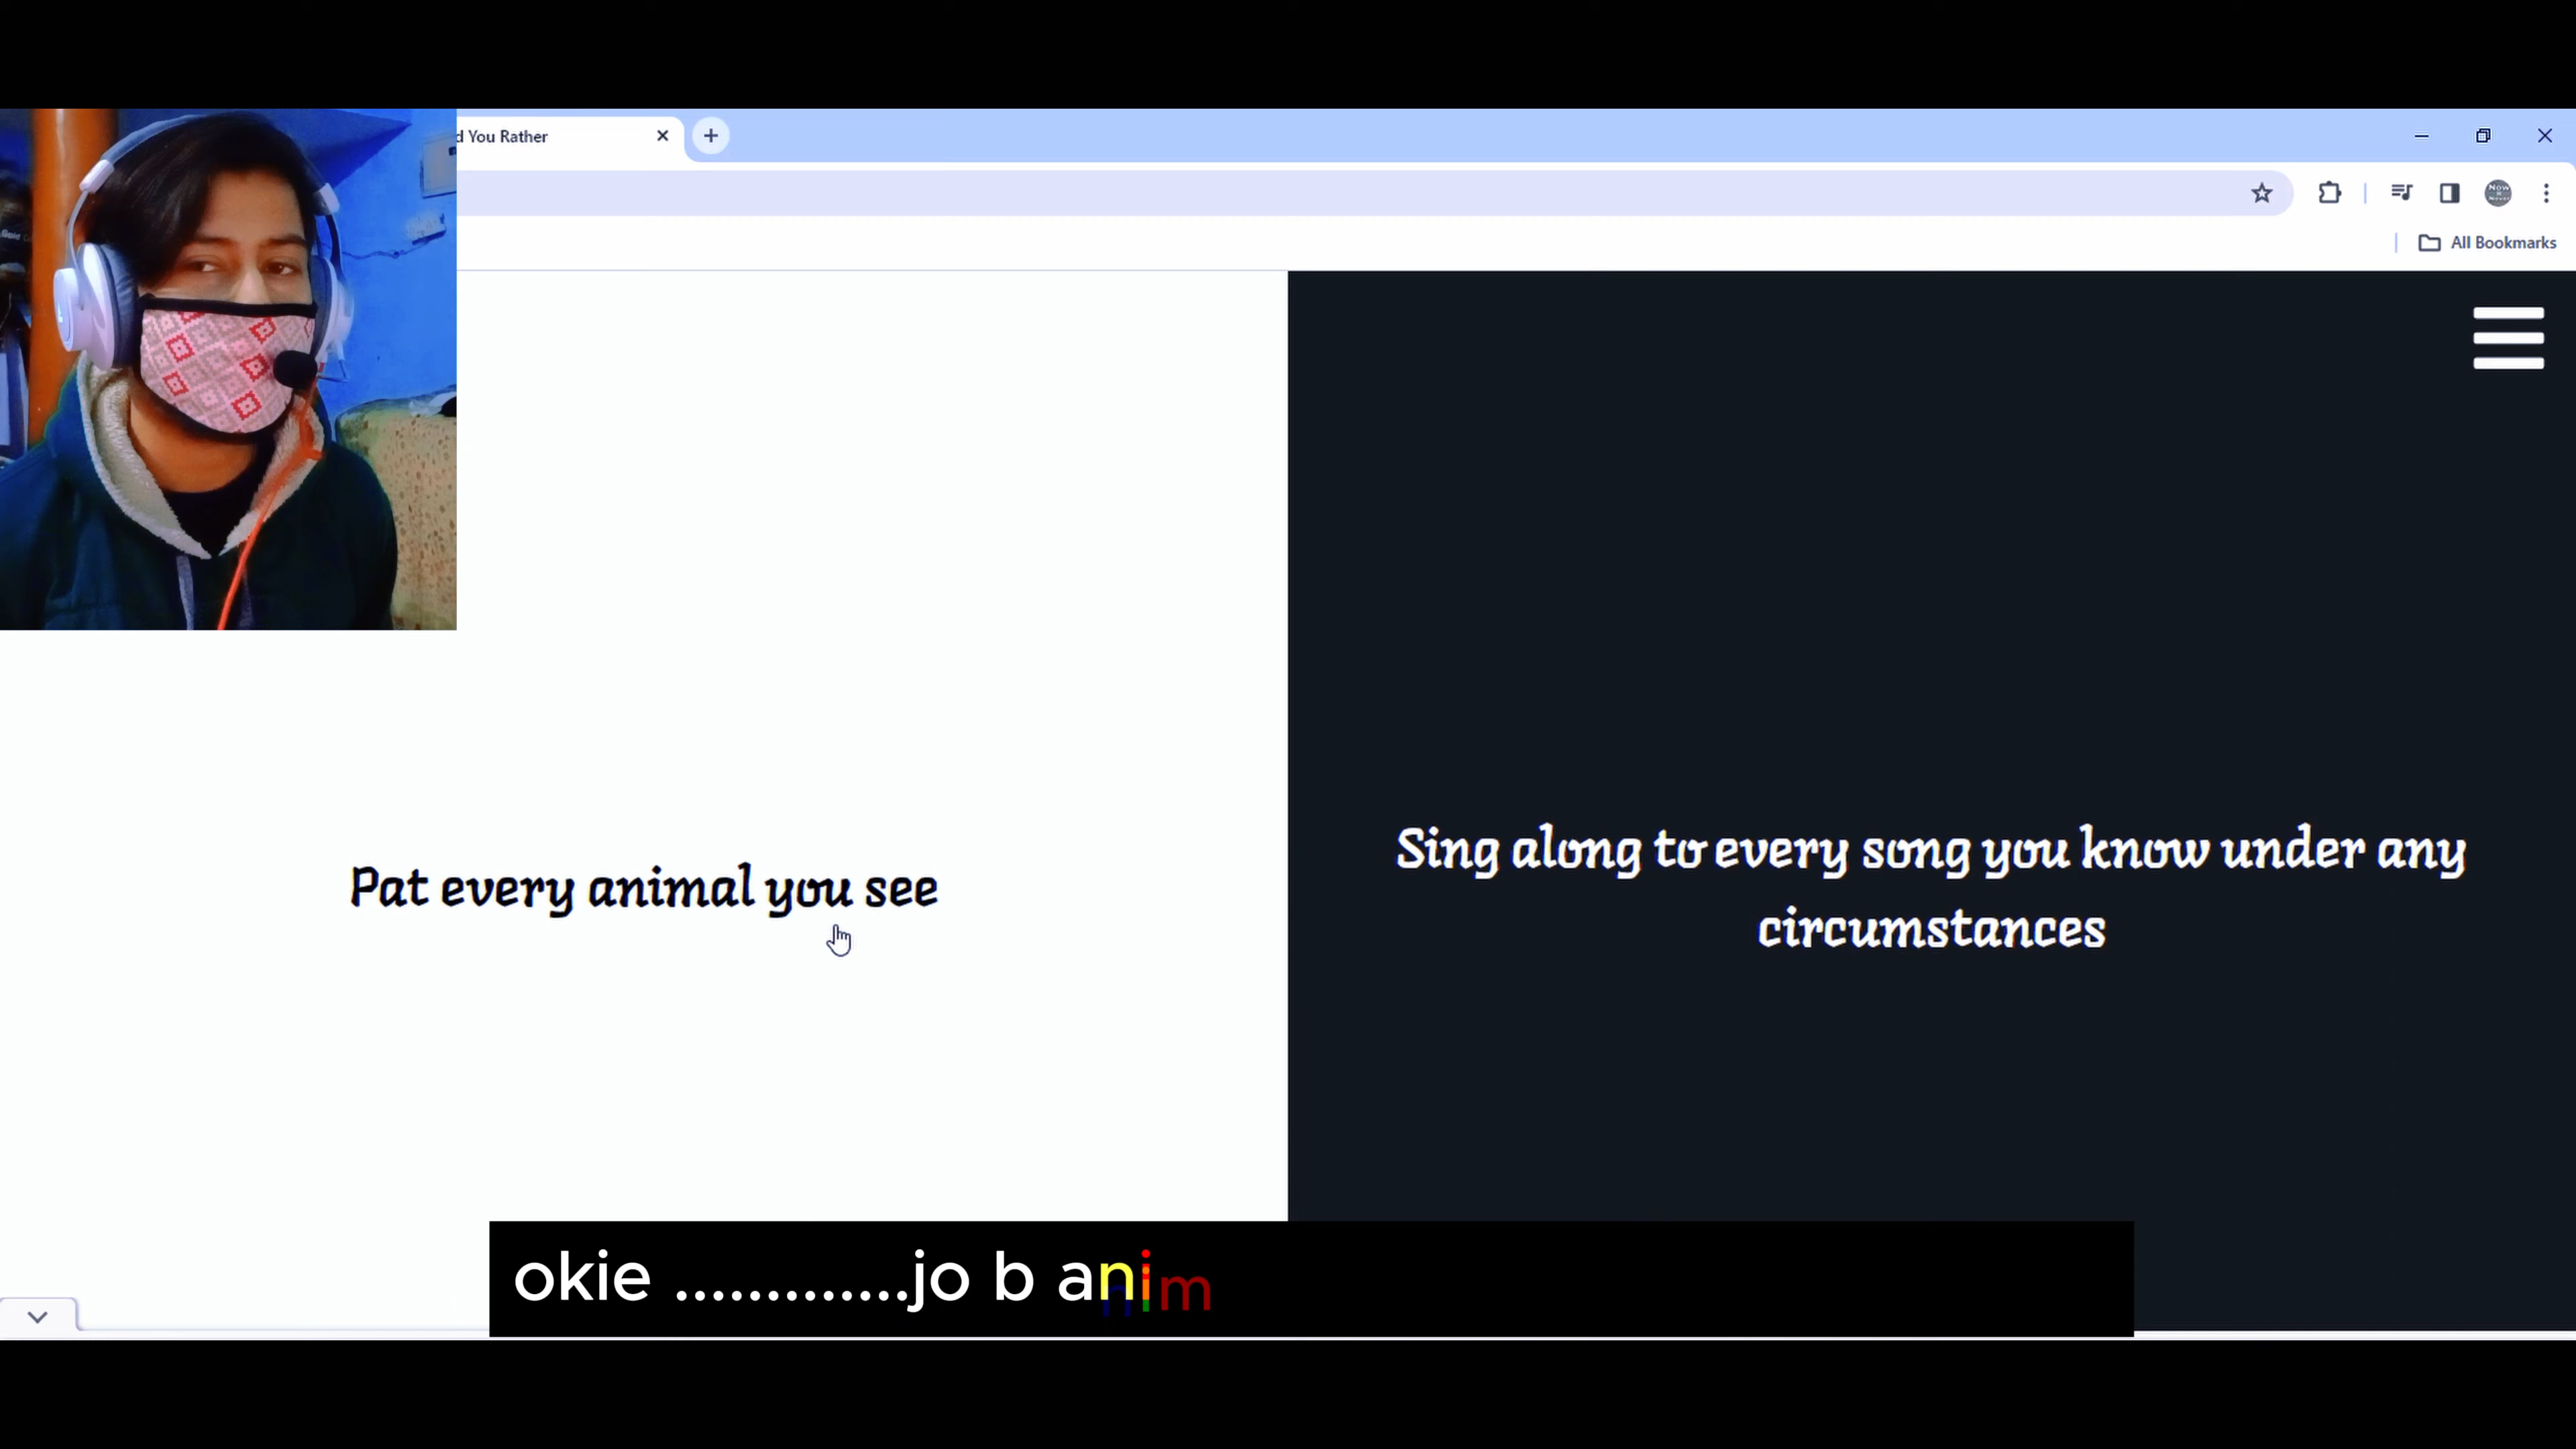 d You Rather
All Bookmarks
Pat every animal you see
Sing along to every song you know under any
circumstances
okie .............jo b anim